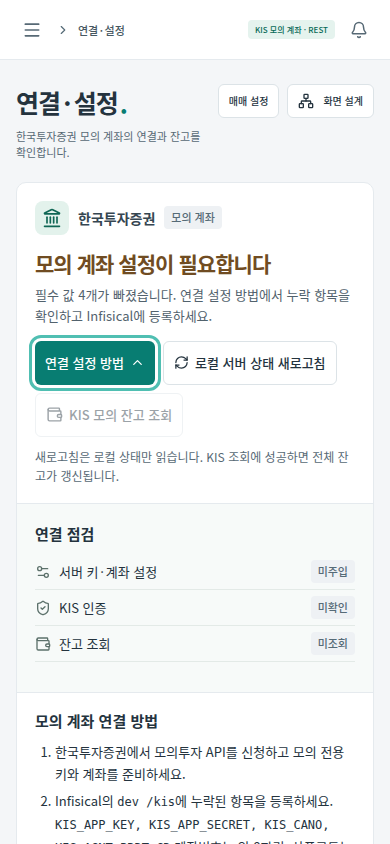 연결·설정
KIS 모의 계좌 · REST
연결·설정.
매매 설정
화면 설계
한국투자증권 모의 계좌의 연결과 잔고를
확인합니다.
한국투자증권
모의 계좌
모의 계좌 설정이 필요합니다
필수 값 4개가 빠졌습니다. 연결 설정 방법에서 누락 항목을
확인하고 Infisical에 등록하세요.
연결 설정 방법
로컬 서버 상태 새로고침
KIS 모의 잔고 조회
새로고침은 로컬 상태만 읽습니다. KIS 조회에 성공하면 전체 잔
고가 갱신됩니다.
연결 점검
서버 키·계좌 설정
미주입
KIS 인증
미확인
잔고 조회
미조회
모의 계좌 연결 방법
1. 한국투자증권에서 모의투자 API를 신청하고 모의 전용
키와 계좌를 준비하세요.
2. Infisical의 dev /kis에 누락된 항목을 등록하세요.
KIS_APP_KEY, KIS_APP_SECRET, KIS_CANO,